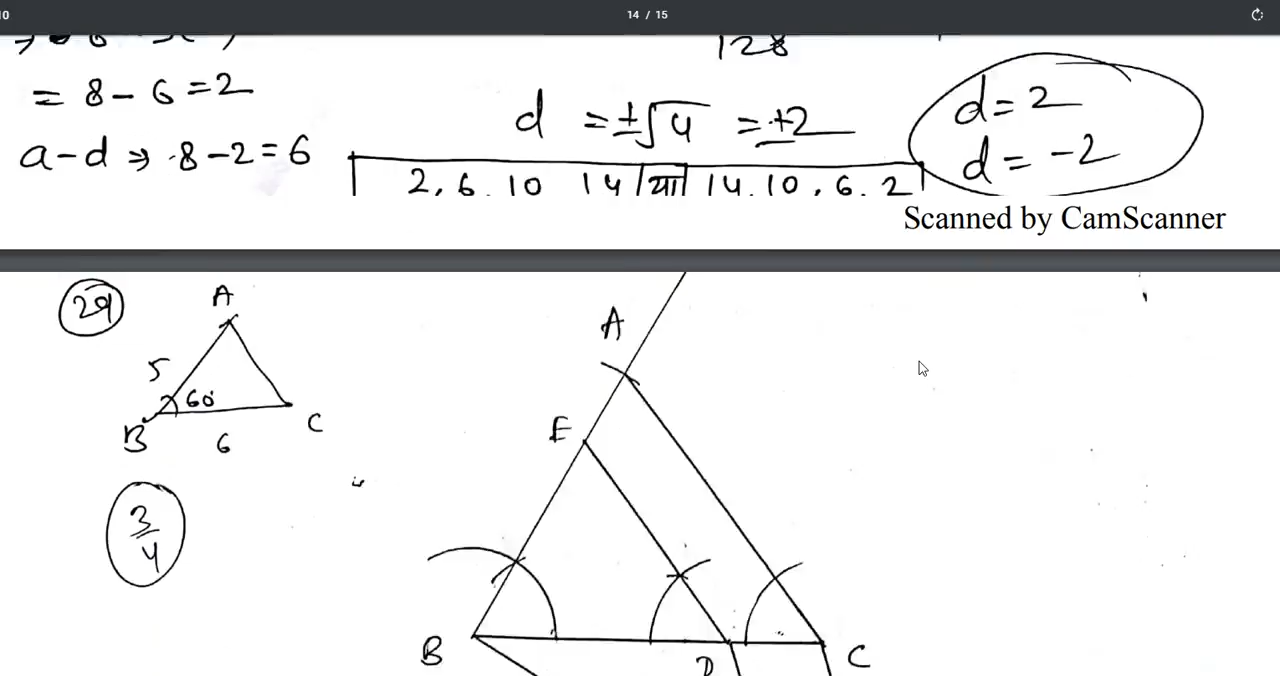 14 / 15
128
= 8 - 6 = 2
d = ±√4 = ±2
d = 2
a - d ⇒ 8 - 2 = 6
d = -2
2, 6, 10 14 या 14, 10, 6, 2
Scanned by CamScanner
29
A
A
5
60°
E
B
C
6
3/4
B
D
C